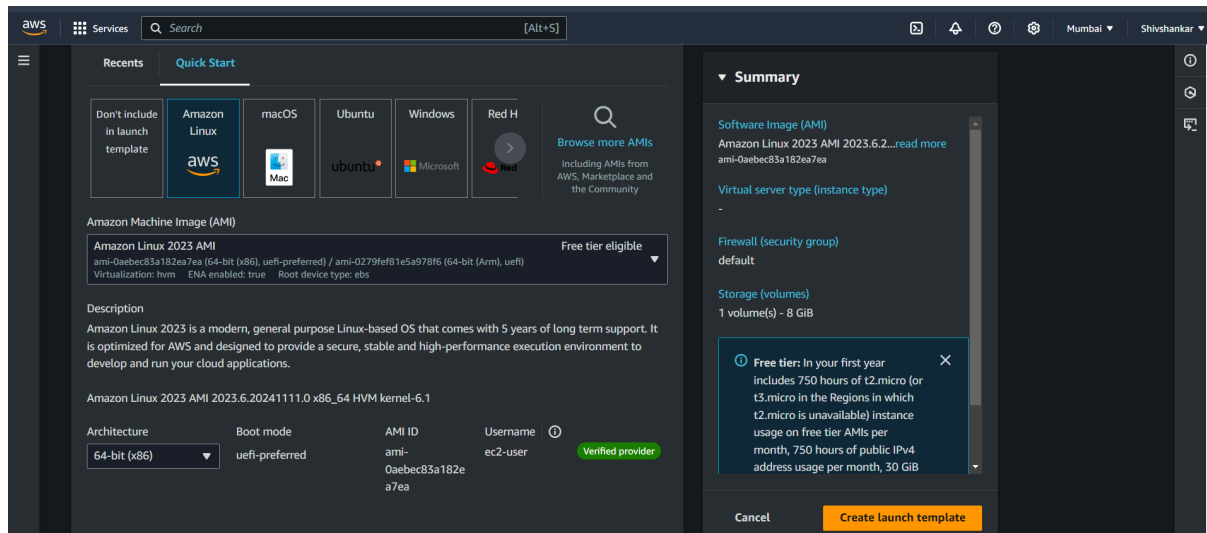 aws
Services
Search
[Alt+S]
Mumbai
Shivshankar
Recents
Quick Start
Don't include
in launch
template
Amazon
Linux
aws
macOS
Mac
Ubuntu
ubuntu
Windows
Microsoft
Red H
Red
Browse more AMIs
Including AMIs from
AWS, Marketplace and
the Community
Amazon Machine Image (AMI)
Amazon Linux 2023 AMI
Free tier eligible
ami-0aebec83a182ea7ea (64-bit (x86), uefi-preferred) / ami-0279fef81e5a978f6 (64-bit (Arm), uefi)
Virtualization: hvm ENA enabled: true Root device type: ebs
Description
Amazon Linux 2023 is a modern, general purpose Linux-based OS that comes with 5 years of long term support. It
is optimized for AWS and designed to provide a secure, stable and high-performance execution environment to
develop and run your cloud applications.
Amazon Linux 2023 AMI 2023.6.20241111.0 x86_64 HVM kernel-6.1
Architecture
64-bit (x86)
Boot mode
uefi-preferred
AMI ID
ami-
0aebec83a182e
a7ea
Username
ec2-user
Verified provider
Summary
Software Image (AMI)
Amazon Linux 2023 AMI 2023.6.2...read more
ami-0aebec83a182ea7ea
Virtual server type (instance type)
-
Firewall (security group)
default
Storage (volumes)
1 volume(s) - 8 GiB
Free tier: In your first year
includes 750 hours of t2.micro (or
t3.micro in the Regions in which
t2.micro is unavailable) instance
usage on free tier AMIs per
month, 750 hours of public IPv4
address usage per month, 30 GiB
Cancel
Create launch template